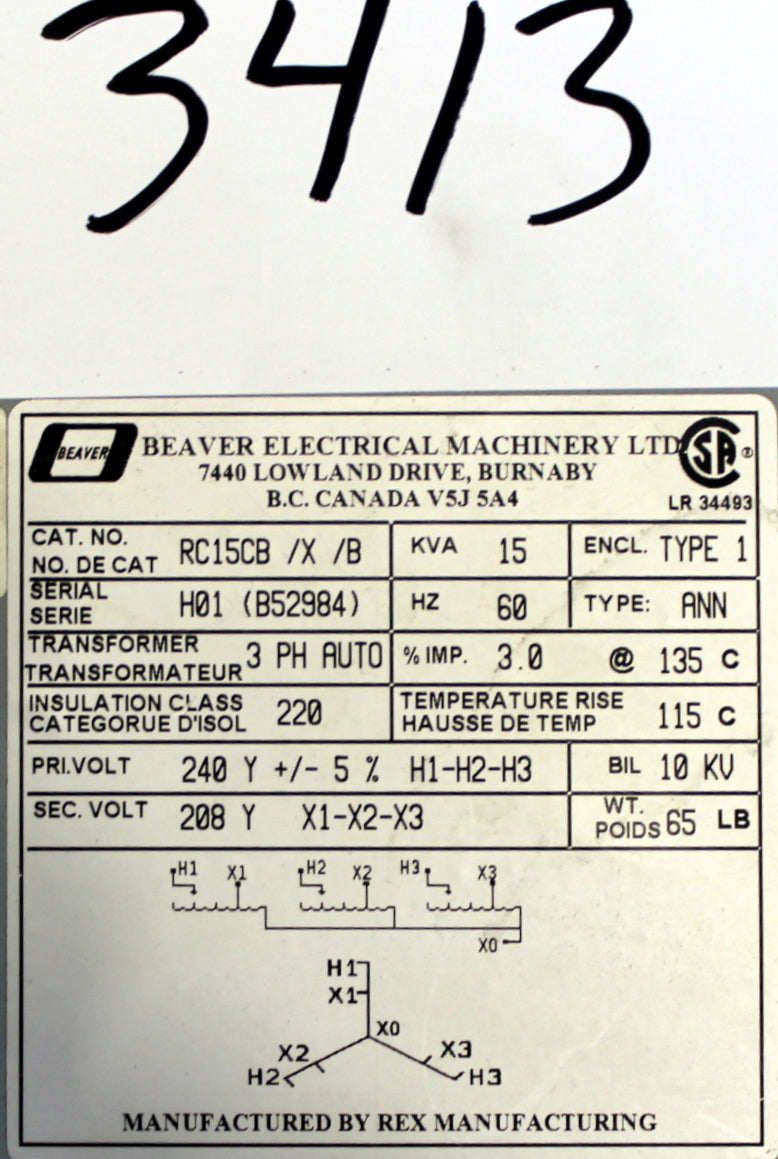 3413
BEAVER
BEAVER ELECTRICAL MACHINERY LTD
7440 LOWLAND DRIVE, BURNABY
B.C. CANADA V5J 5A4
SA ®
LR 34493
CAT. NO.
NO. DE CAT RC15CB /X /B
KVA 15
ENCL. TYPE 1
SERIAL
SERIE H01 (B52984)
HZ 60
TYPE: ANN
TRANSFORMER
TRANSFORMATEUR 3 PH AUTO
% IMP. 3.0 @ 135 C
INSULATION CLASS
CATEGORUE D'ISOL 220
TEMPERATURE RISE
HAUSSE DE TEMP 115 C
PRI.VOLT 240 Y +/- 5 % H1-H2-H3
BIL 10 KV
SEC. VOLT 208 Y X1-X2-X3
WT.
POIDS 65 LB
H1 X1 H2 X2 H3 X3
X0
H1
X1
X0
X2 X3
H2 H3
MANUFACTURED BY REX MANUFACTURING